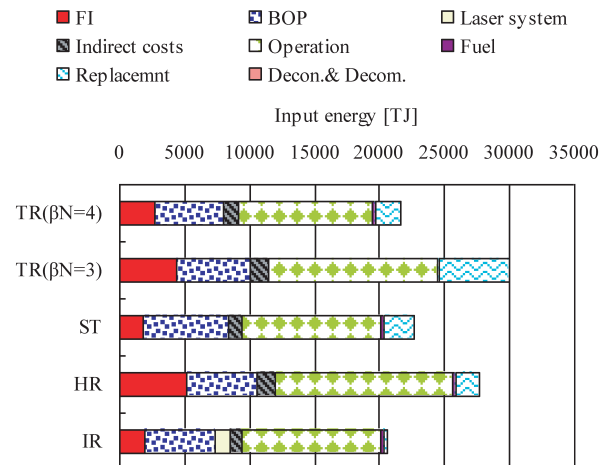 FI BOP Laser system
Indirect costs Operation Fuel
Replacemnt Decon.& Decom.
Input energy [TJ]
0 5000 10000 15000 20000 25000 30000 35000
TR(βN=4)
TR(βN=3)
ST
HR
IR